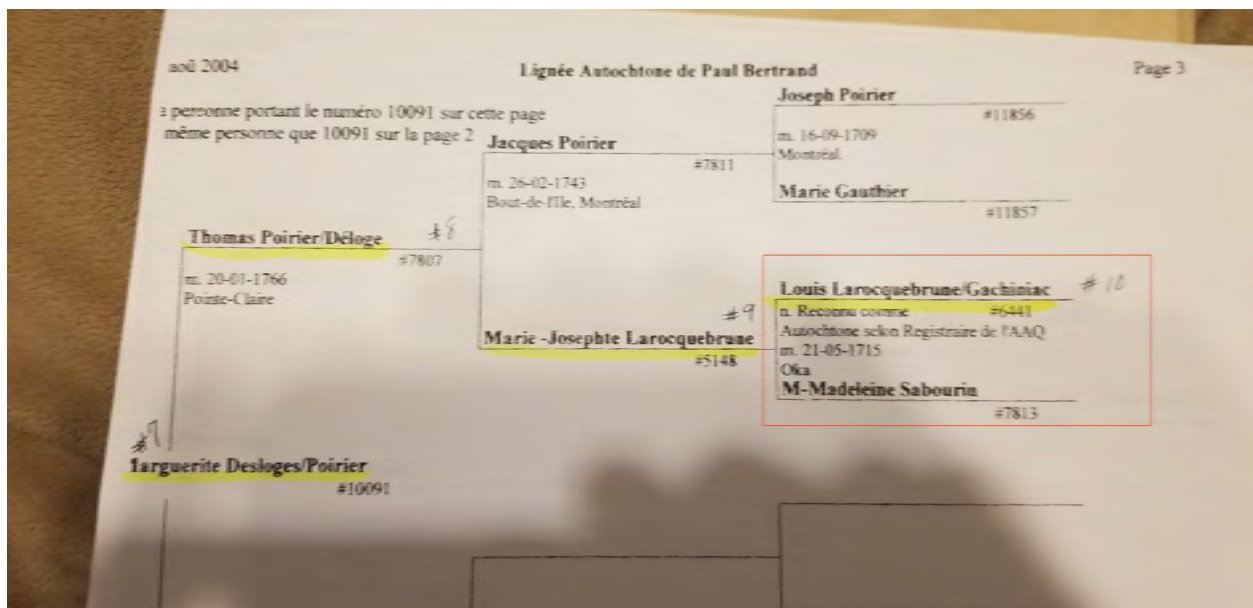 aoû 2004
Lignée Autochtone de Paul Bertrand
Page 3
a personne portant le numéro 10091 sur cette page
même personne que 10091 sur la page 2
Joseph Poirier
#11856
m. 16-09-1709
Montréal
Marie Gauthier
#11857
Jacques Poirier
#7811
m. 26-02-1743
Bout-de-l'Ile, Montréal
Thomas Poirier/Déloge #8
#7807
m. 20-01-1766
Pointe-Claire
#9
Marie -Josephte Larocquebrune
#5148
Louis Larocquebrune/Gachiniac #10
n. Reconnu comme #6441
Autochtone selon Registraire de l'AAQ
m. 21-05-1715
Oka
M-Madeleine Sabourin
#7813
#7
larguerite Desloges/Poirier
#10091